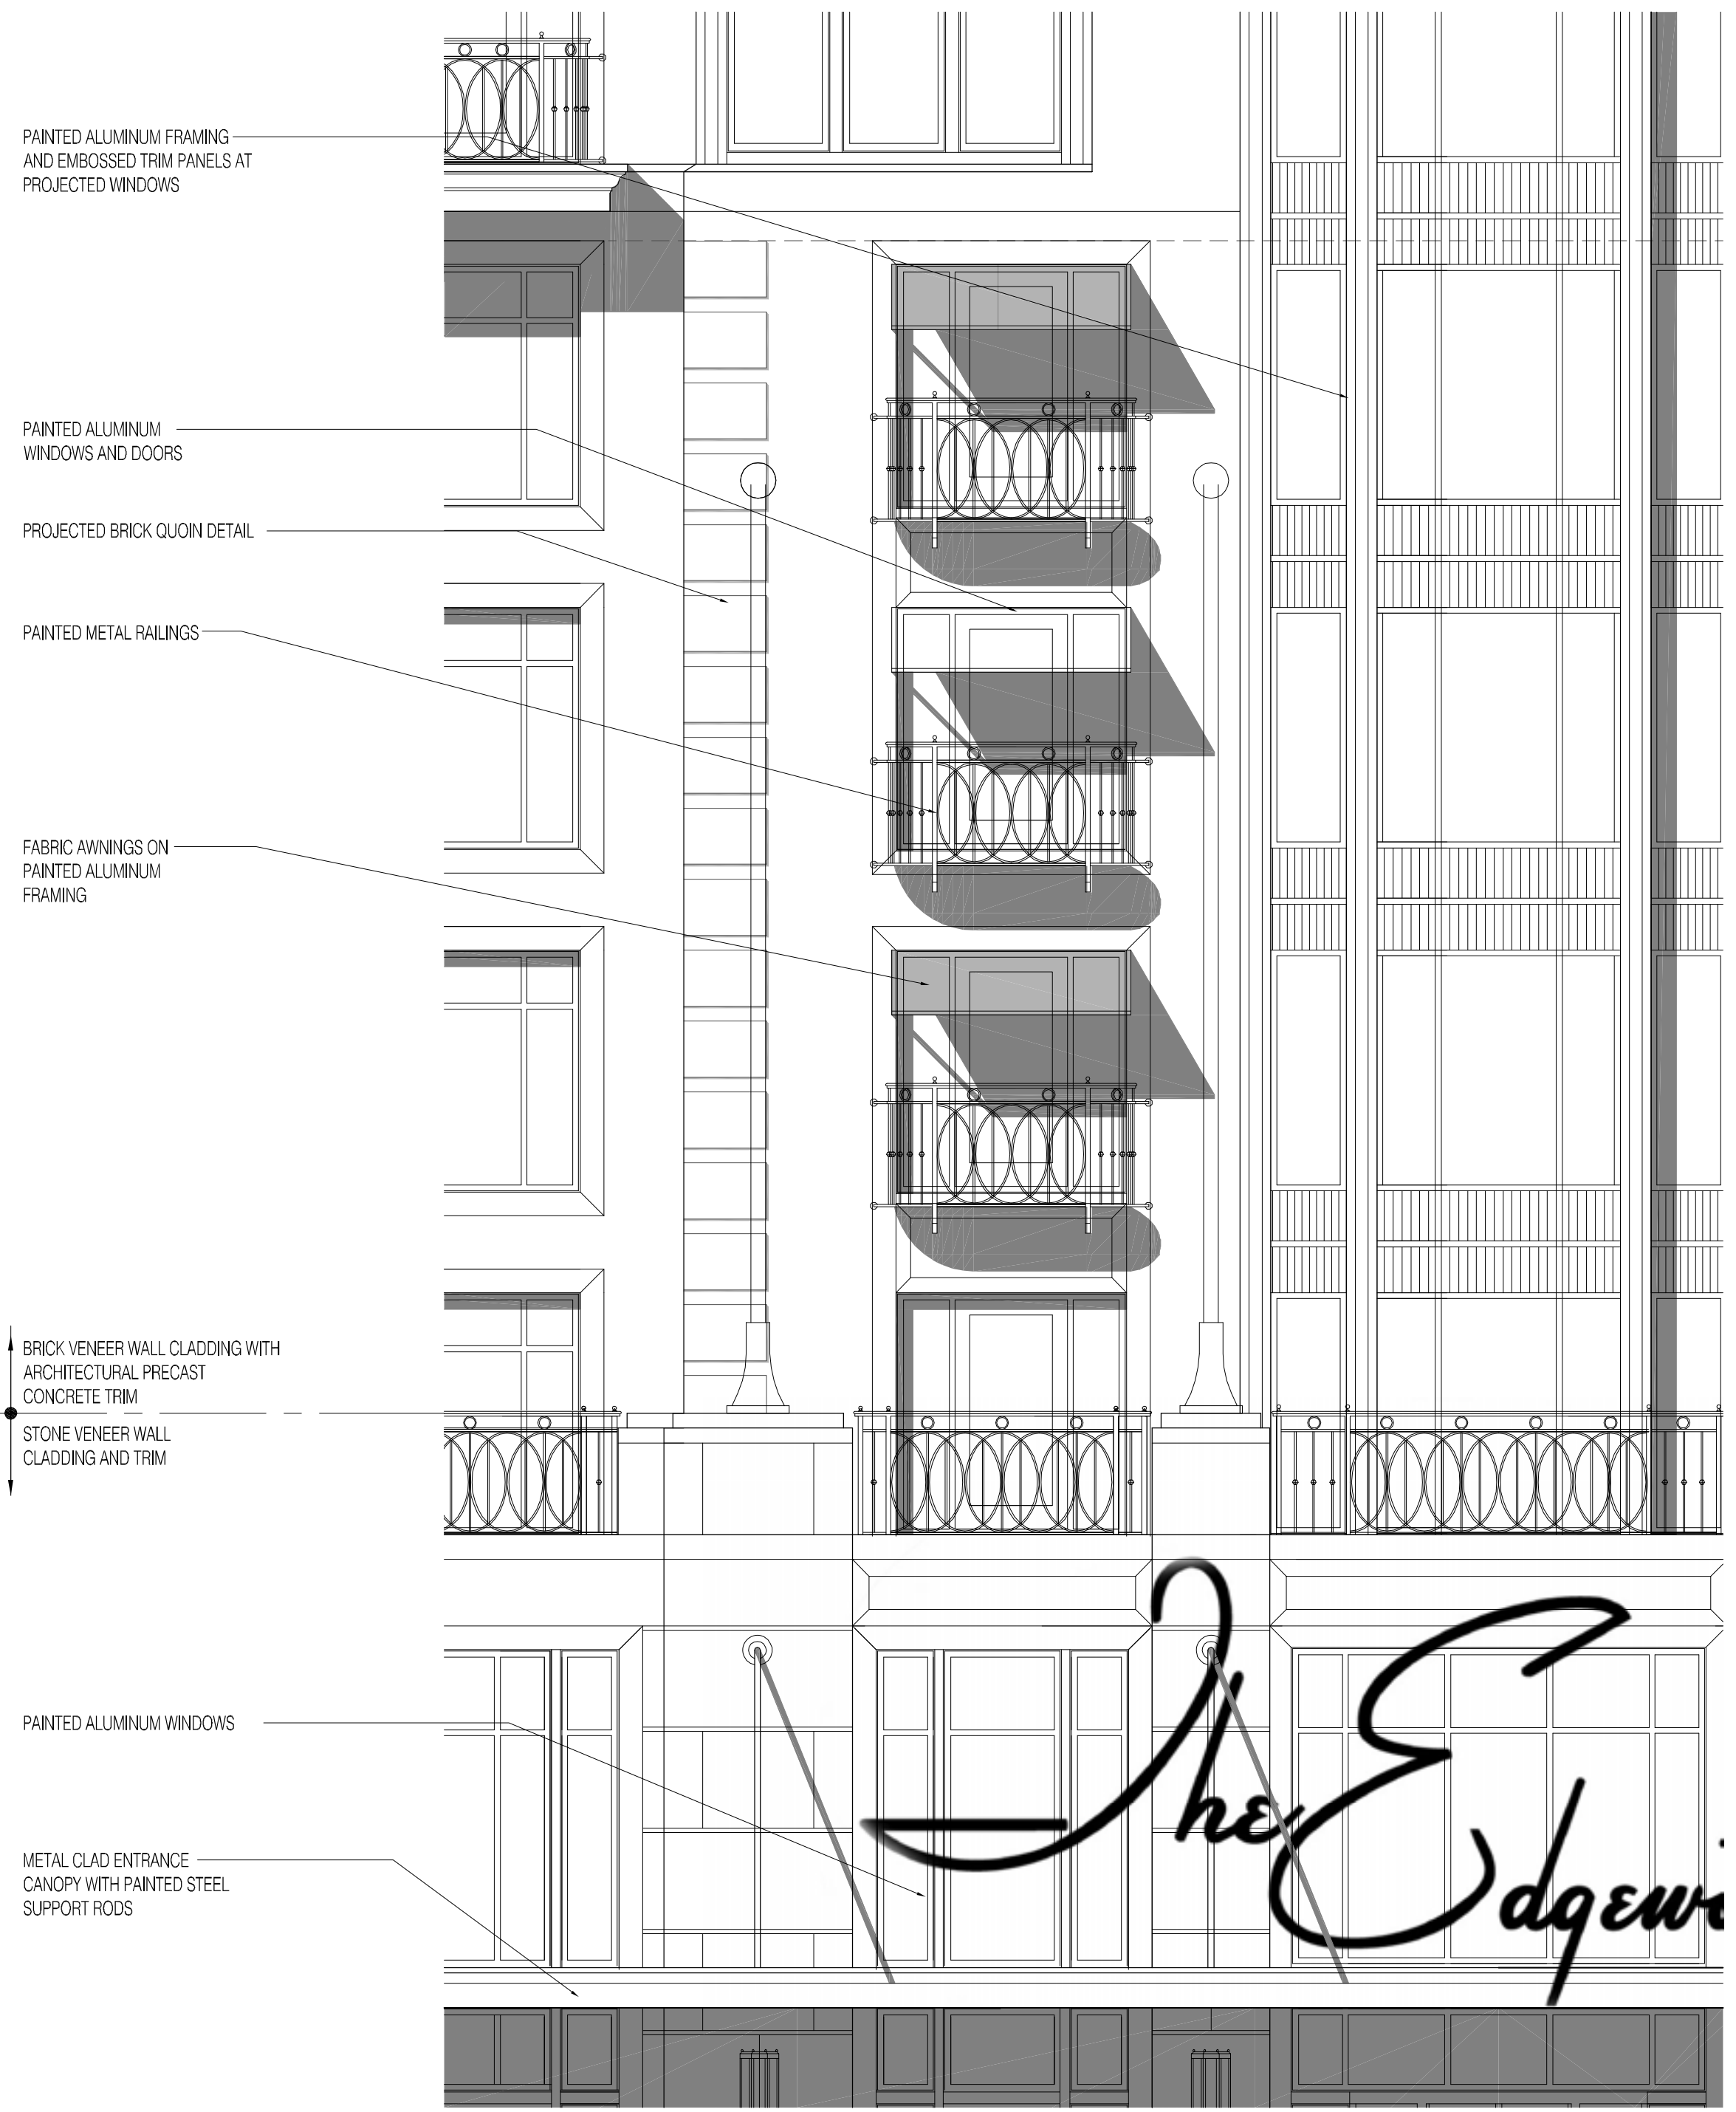 PAINTED ALUMINUM FRAMING
AND EMBOSSED TRIM PANELS AT
PROJECTED WINDOWS
PAINTED ALUMINUM
WINDOWS AND DOORS
PROJECTED BRICK QUOIN DETAIL
PAINTED METAL RAILINGS
FABRIC AWNINGS ON
PAINTED ALUMINUM
FRAMING
BRICK VENEER WALL CLADDING WITH
ARCHITECTURAL PRECAST
CONCRETE TRIM
STONE VENEER WALL
CLADDING AND TRIM
PAINTED ALUMINUM WINDOWS
METAL CLAD ENTRANCE
CANOPY WITH PAINTED STEEL
SUPPORT RODS
The